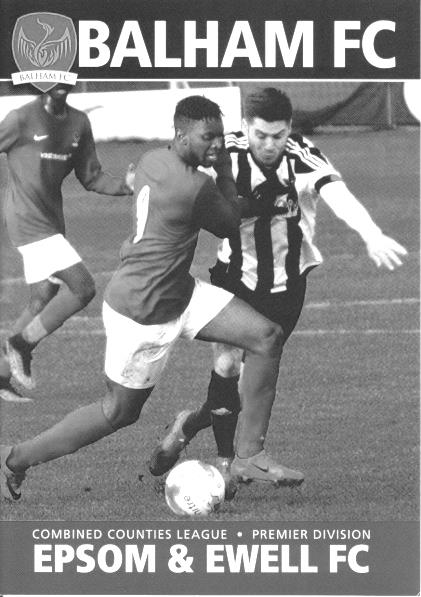 BALHAM FC
BALHAM FC
COMBINED COUNTIES LEAGUE • PREMIER DIVISION
EPSOM & EWELL FC